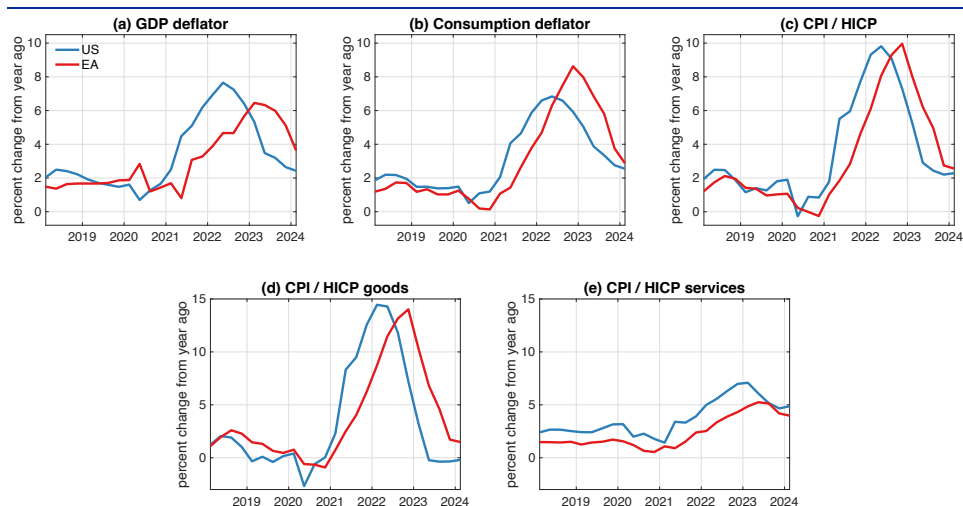 (a) GDP deflator
(b) Consumption deflator
(c) CPI / HICP
percent change from year ago
10
8
6
4
2
0
US
EA
2019 2020 2021 2022 2023 2024
percent change from year ago
10
8
6
4
2
0
2019 2020 2021 2022 2023 2024
percent change from year ago
10
8
6
4
2
0
2019 2020 2021 2022 2023 2024
(d) CPI / HICP goods
(e) CPI / HICP services
percent change from year ago
15
10
5
0
2019 2020 2021 2022 2023 2024
percent change from year ago
15
10
5
0
2019 2020 2021 2022 2023 2024